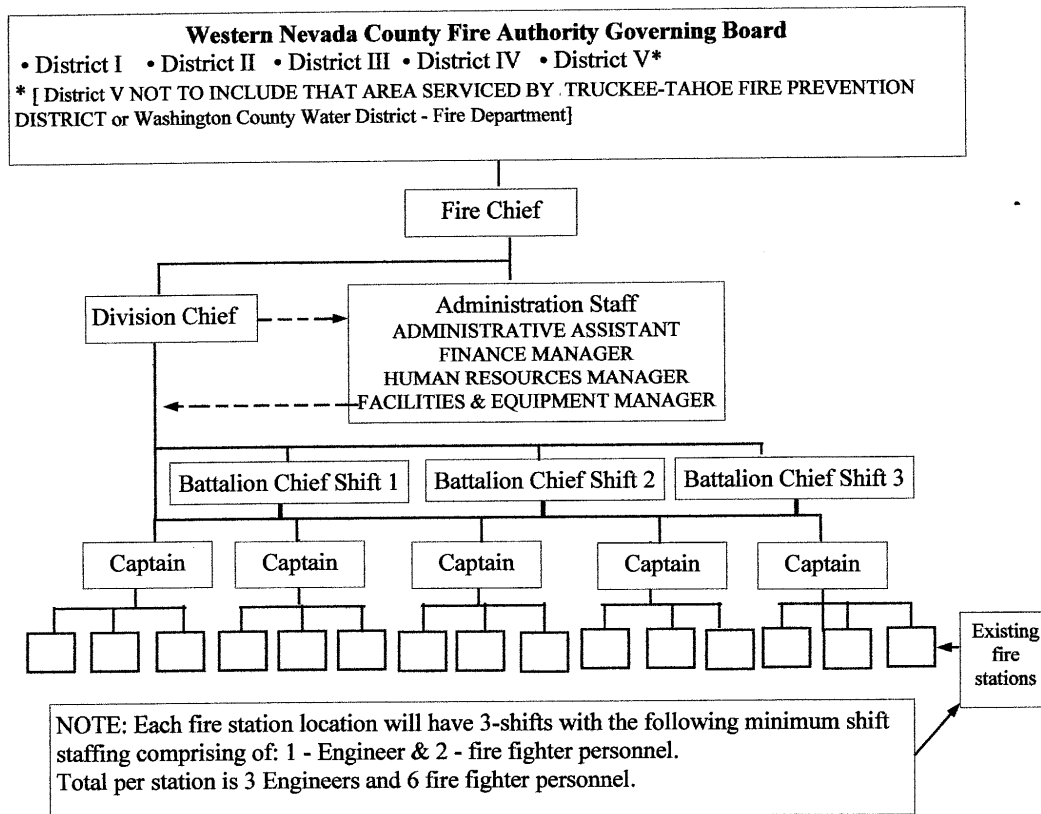 Western Nevada County Fire Authority Governing Board
• District I • District II • District III • District IV • District V*
* [ District V NOT TO INCLUDE THAT AREA SERVICED BY TRUCKEE-TAHOE FIRE PREVENTION
DISTRICT or Washington County Water District - Fire Department]
Fire Chief
Division Chief
Administration Staff
ADMINISTRATIVE ASSISTANT
FINANCE MANAGER
HUMAN RESOURCES MANAGER
FACILITIES & EQUIPMENT MANAGER
Battalion Chief Shift 1
Battalion Chief Shift 2
Battalion Chief Shift 3
Captain
Captain
Captain
Captain
Captain
Existing
fire
stations
NOTE: Each fire station location will have 3-shifts with the following minimum shift
staffing comprising of: 1 - Engineer & 2 - fire fighter personnel.
Total per station is 3 Engineers and 6 fire fighter personnel.